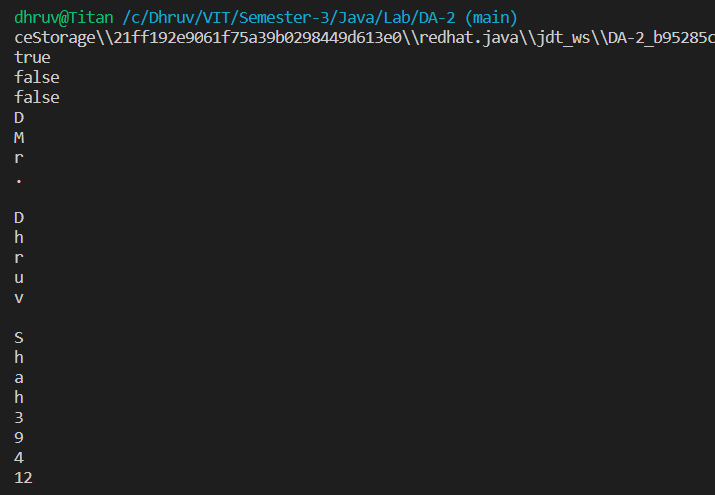 dhruv@Titan /c/Dhruv/VIT/Semester-3/Java/Lab/DA-2 (main)
ceStorage\\21ff192e9061f75a39b0298449d613e0\\redhat.java\\jdt_ws\\DA-2_b95285c
true
false
false
D
M
r
.
D
h
r
u
v
S
h
a
h
3
9
4
12